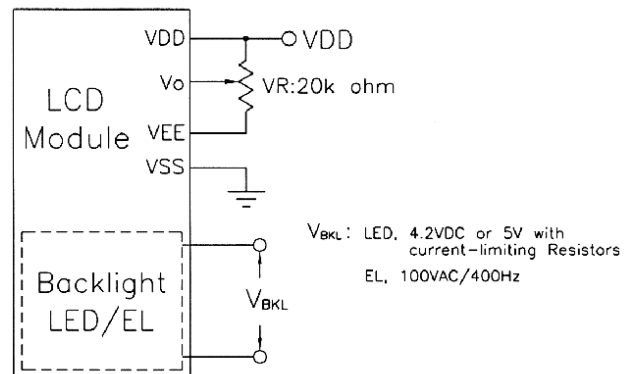 VDD
VDD
Vo
VR:20k ohm
LCD
Module
VEE
VSS
VBKL: LED, 4.2VDC or 5V with
current-limiting Resistors
EL, 100VAC/400Hz
Backlight
LED/EL
VBKL